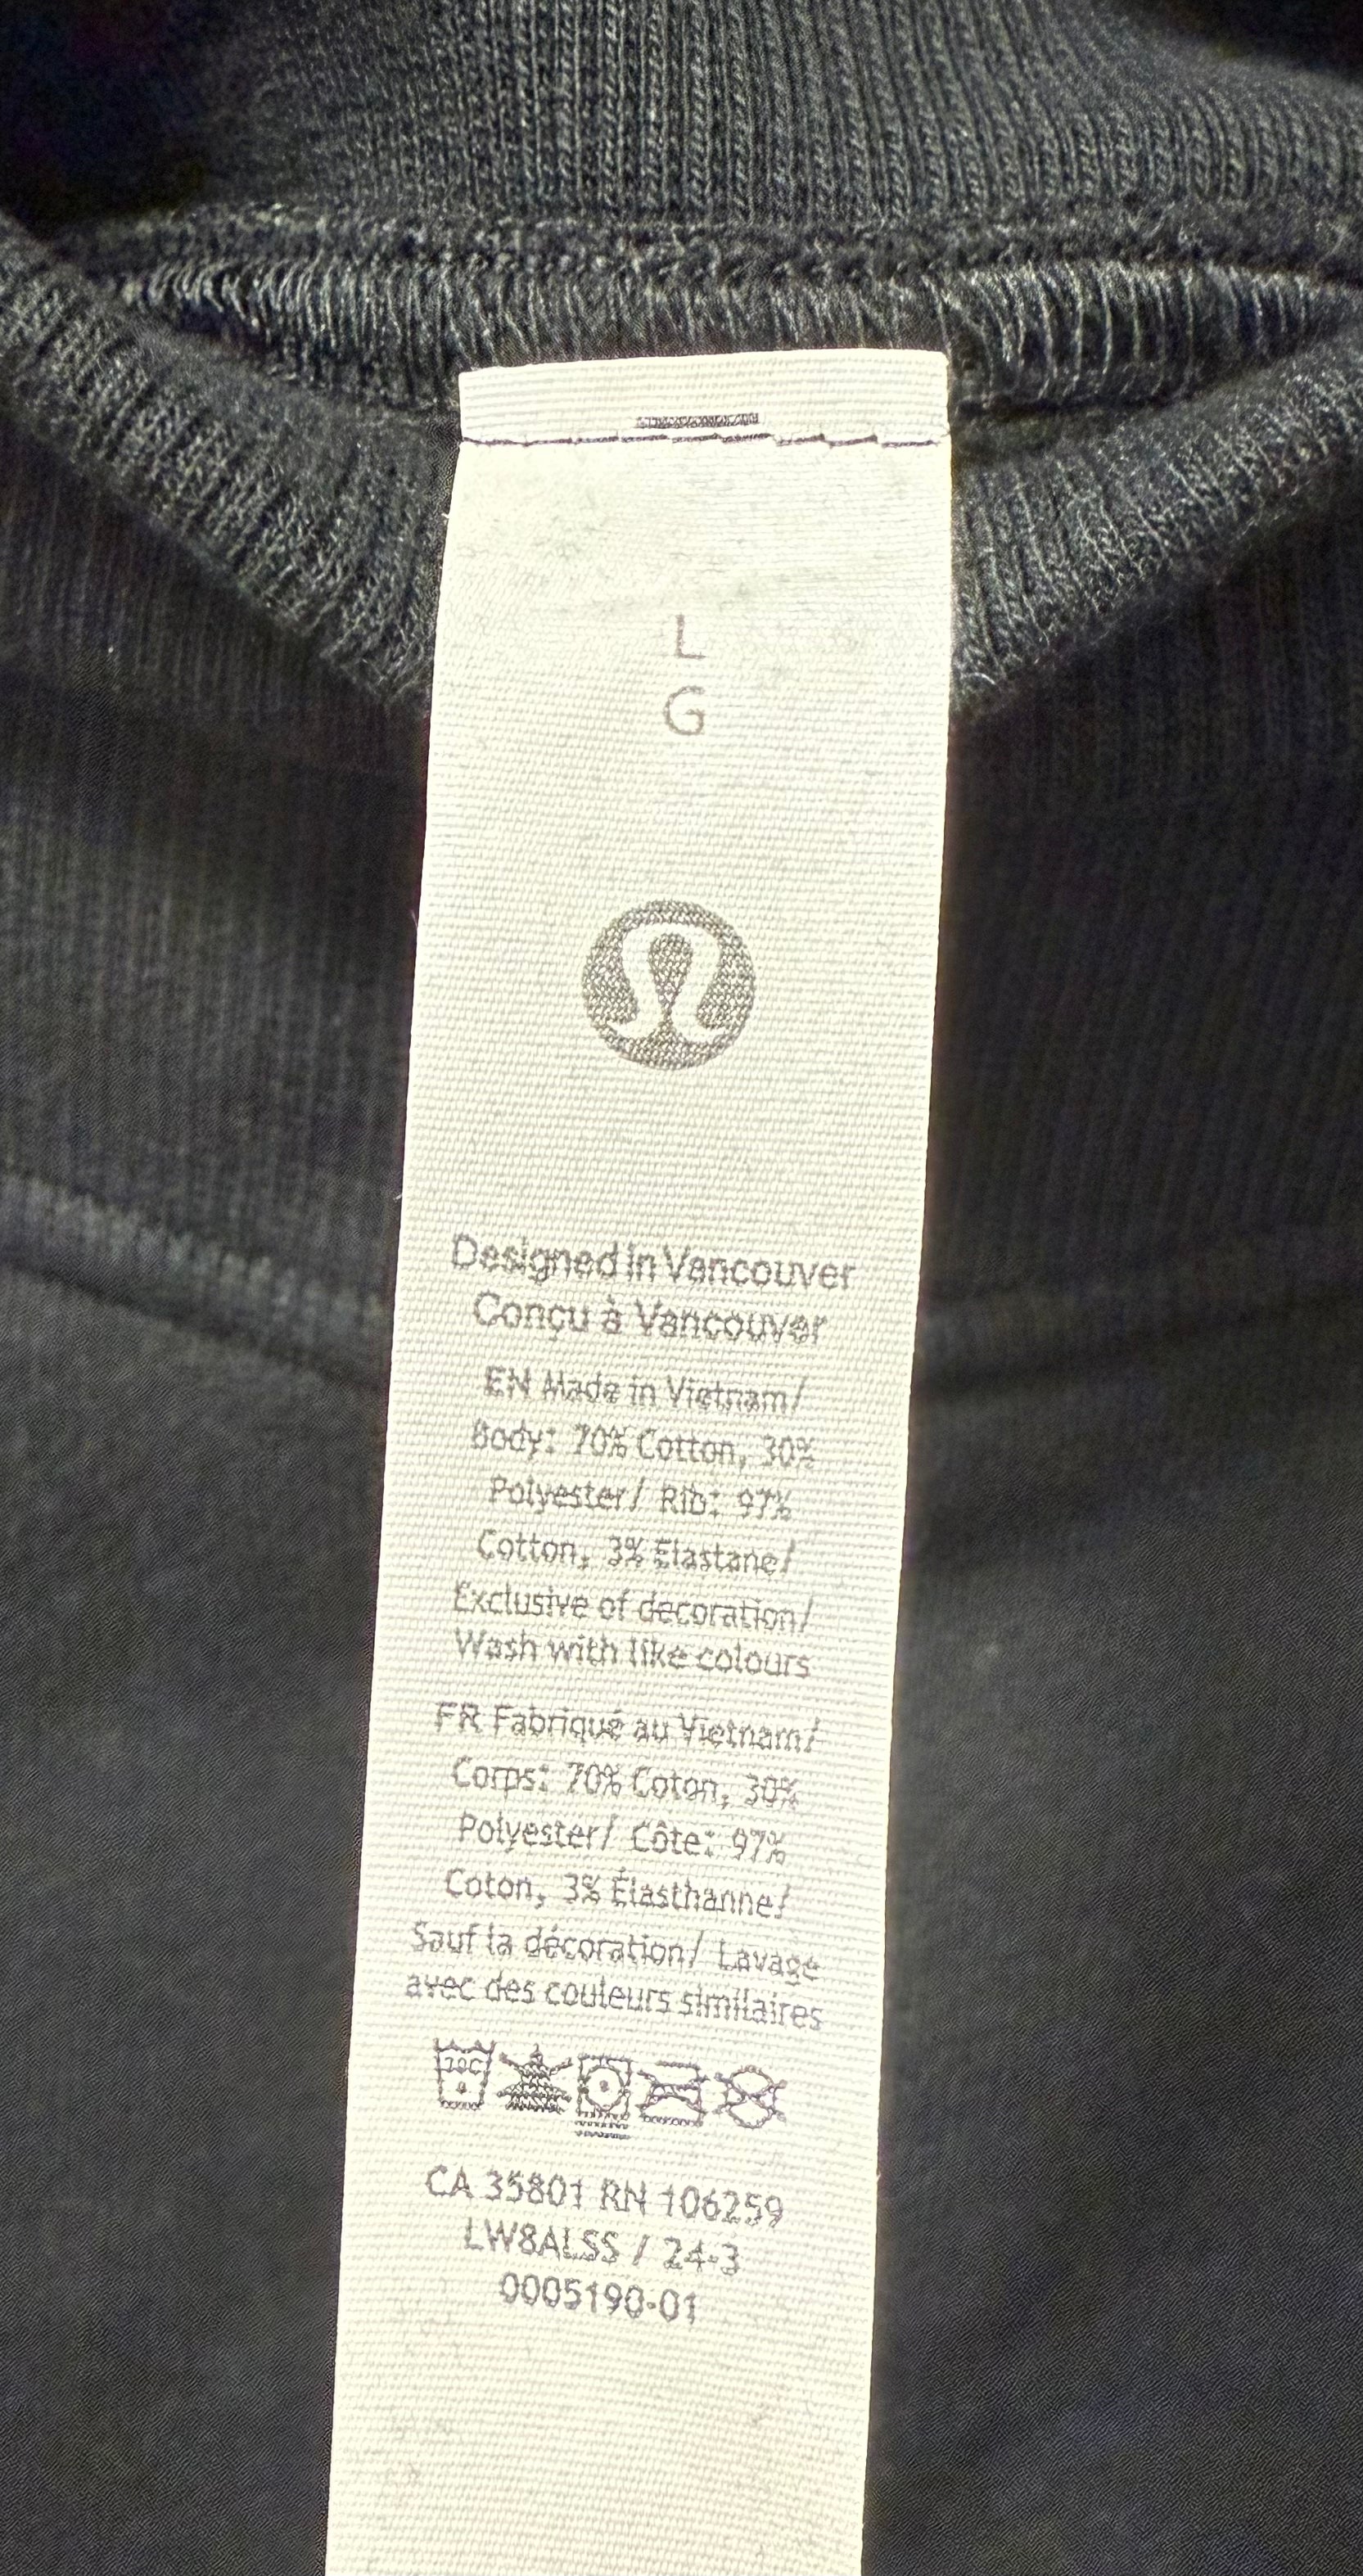 L
G
Designed in Vancouver
Conçu à Vancouver
EN Made in Vietnam/
Body: 70% Cotton, 30%
Polyester/ Rib: 97%
Cotton, 3% Elastane/
Exclusive of decoration/
Wash with like colours
FR Fabriqué au Vietnam/
Corps: 70% Coton, 30%
Polyester/ Côte: 97%
Coton, 3% Élasthanne/
Sauf la décoration/ Lavage
avec des couleurs similaires
CA 35801 RN 106259
LW8ALSS / 24-3
0005190-01